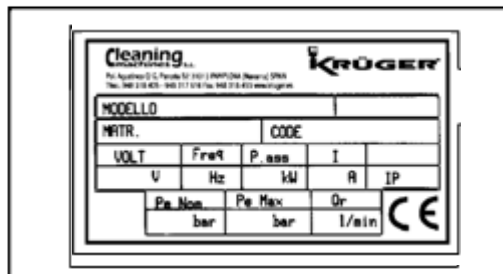 Cleaning
machines S.L.
KRÜGER
MODELLO
MATR. CODE
VOLT Freq P.ass I
V Hz kW A IP
Pe Nom. Pe Max Qr
bar bar l/min
CE